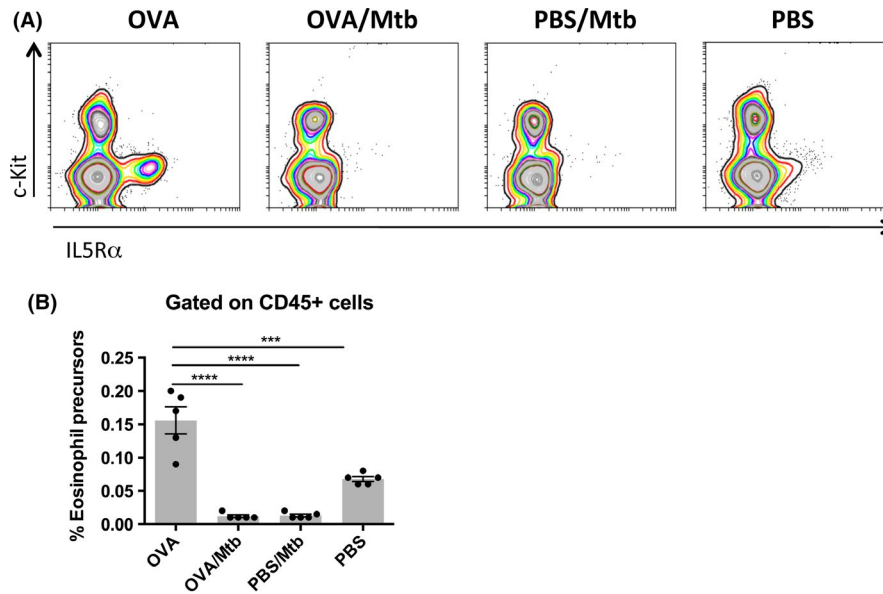 (A)
OVA
OVA/Mtb
PBS/Mtb
PBS
c-Kit
IL5Rα
(B)
Gated on CD45+ cells
% Eosinophil precursors
***
****
****
0.25
0.20
0.15
0.10
0.05
0.00
OVA
OVA/Mtb
PBS/Mtb
PBS